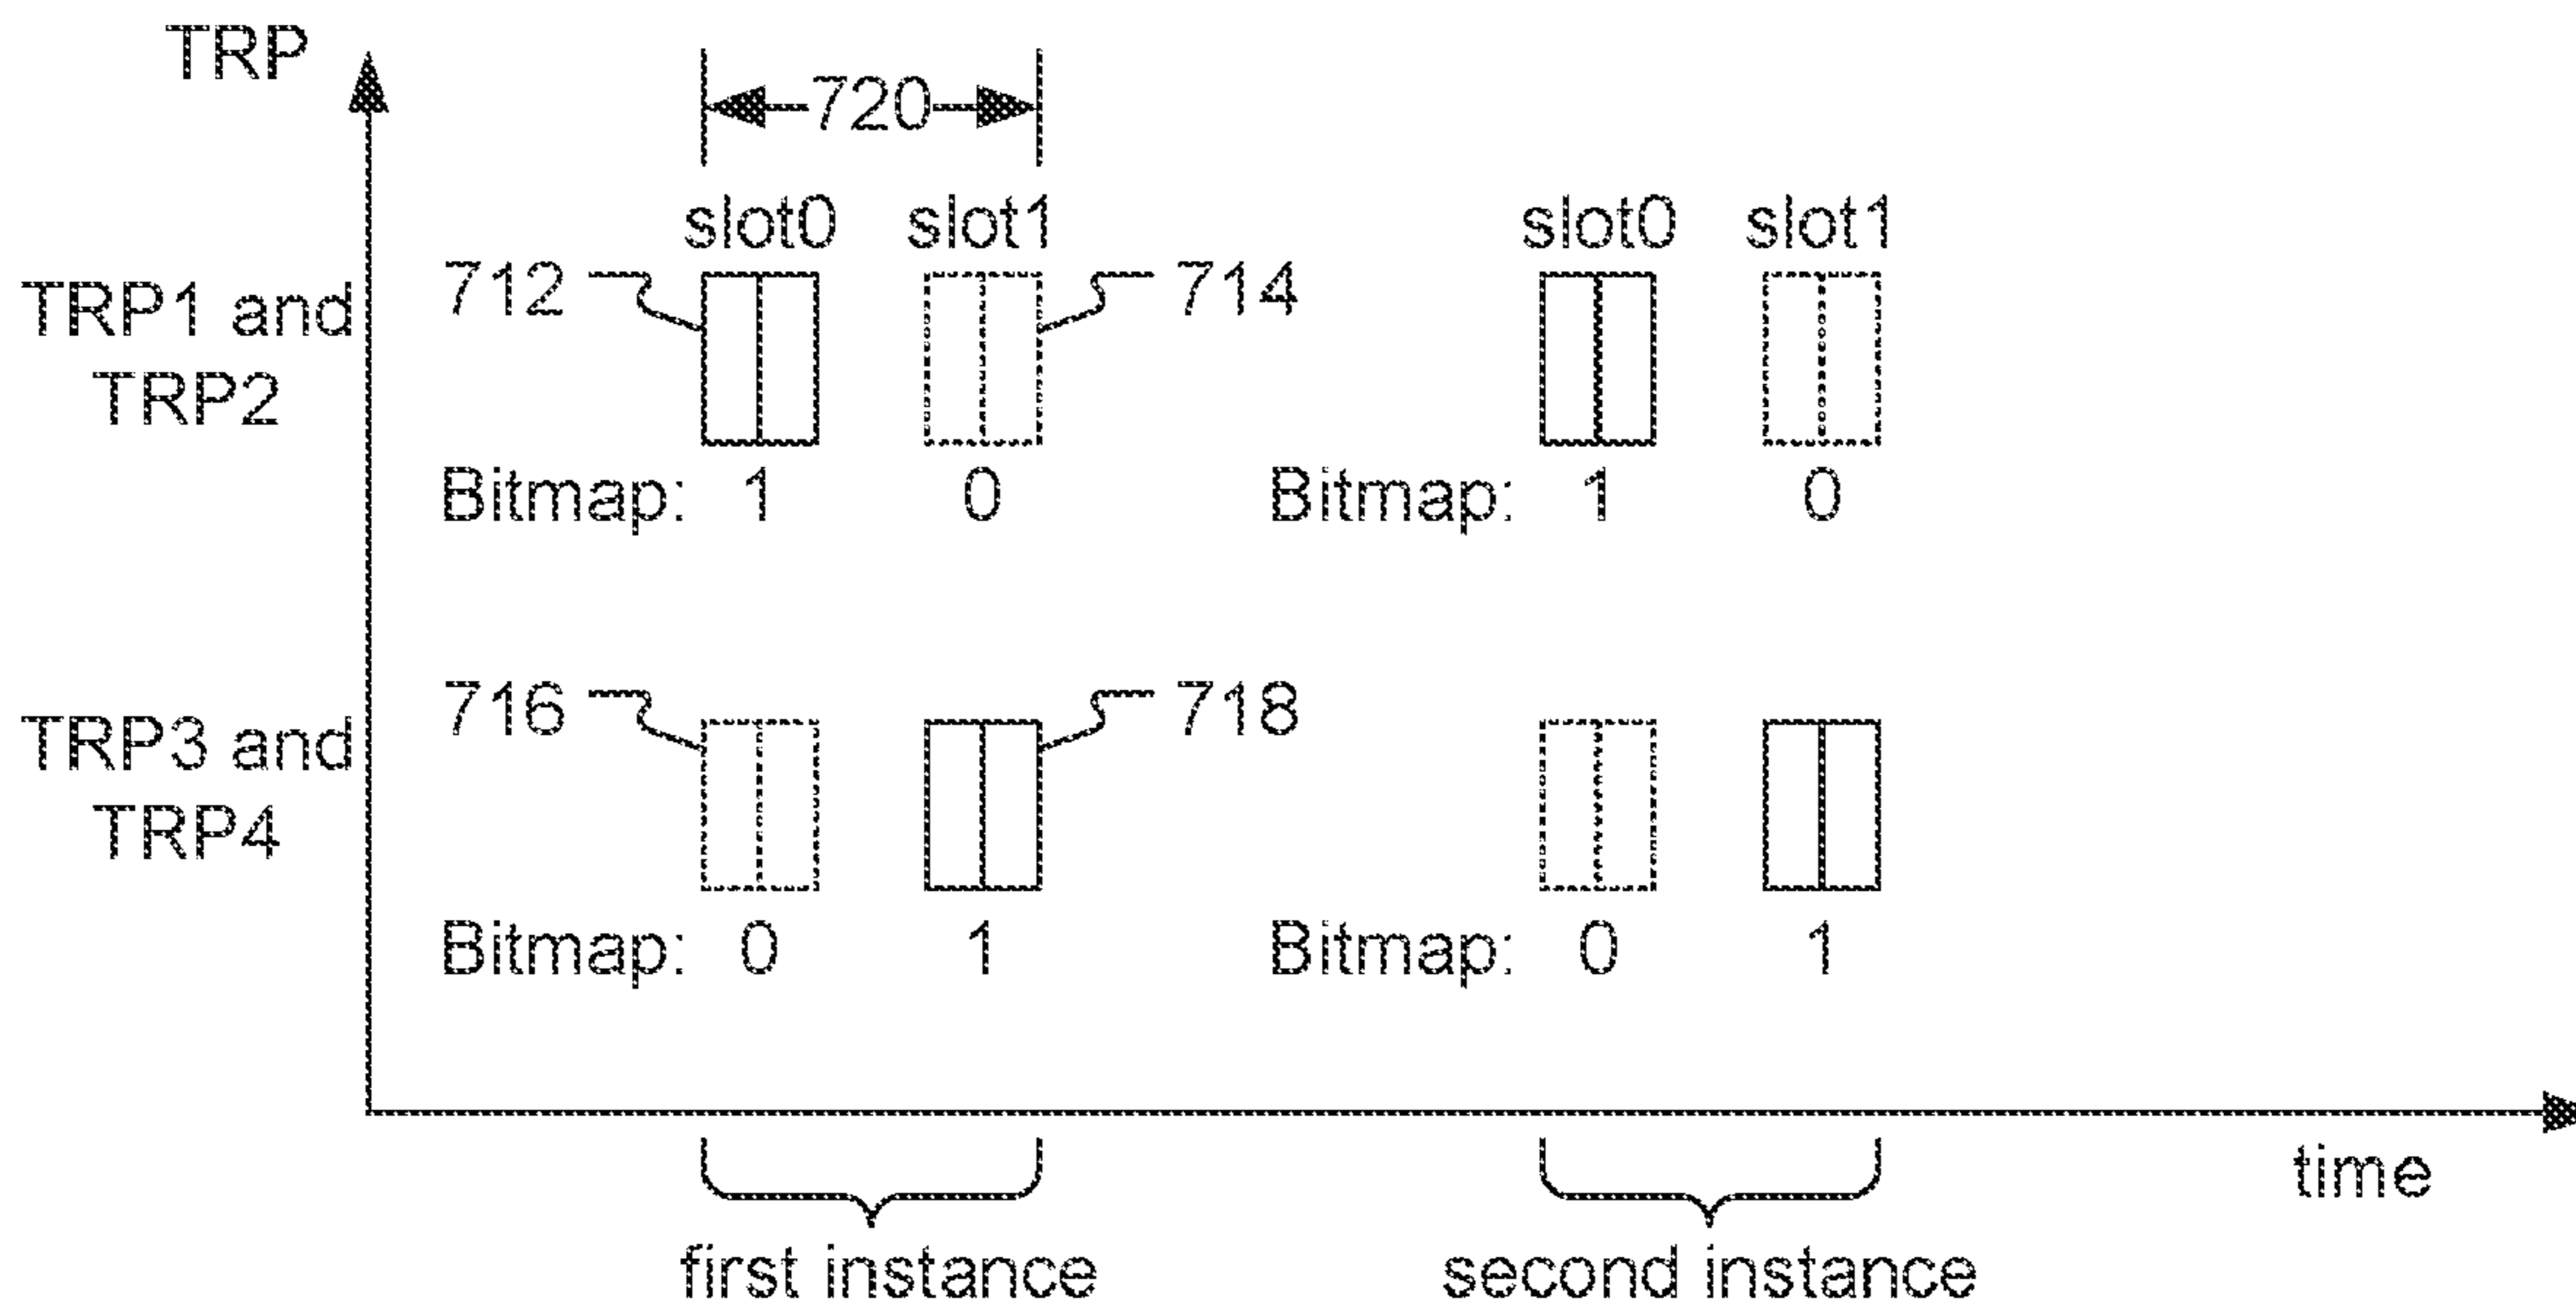 TRP
720
slot0 slot1 slot0 slot1
712 714
TRP1 and
TRP2
Bitmap: 1 0 Bitmap: 1 0
716 718
TRP3 and
TRP4
Bitmap: 0 1 Bitmap: 0 1
time
first instance second instance